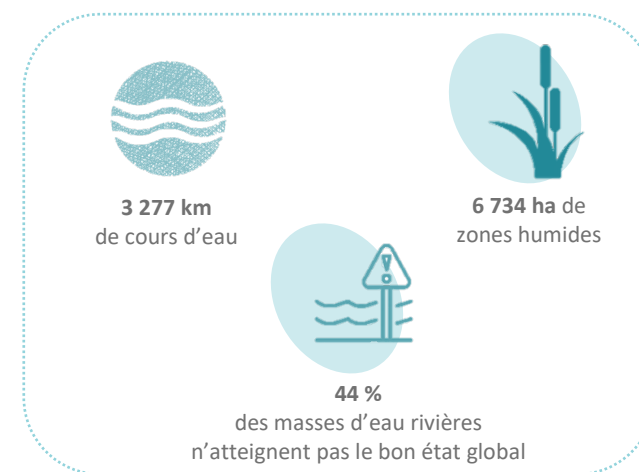 3 277 km
de cours d’eau
6 734 ha de
zones humides
44 %
des masses d’eau rivières
n’atteignent pas le bon état global